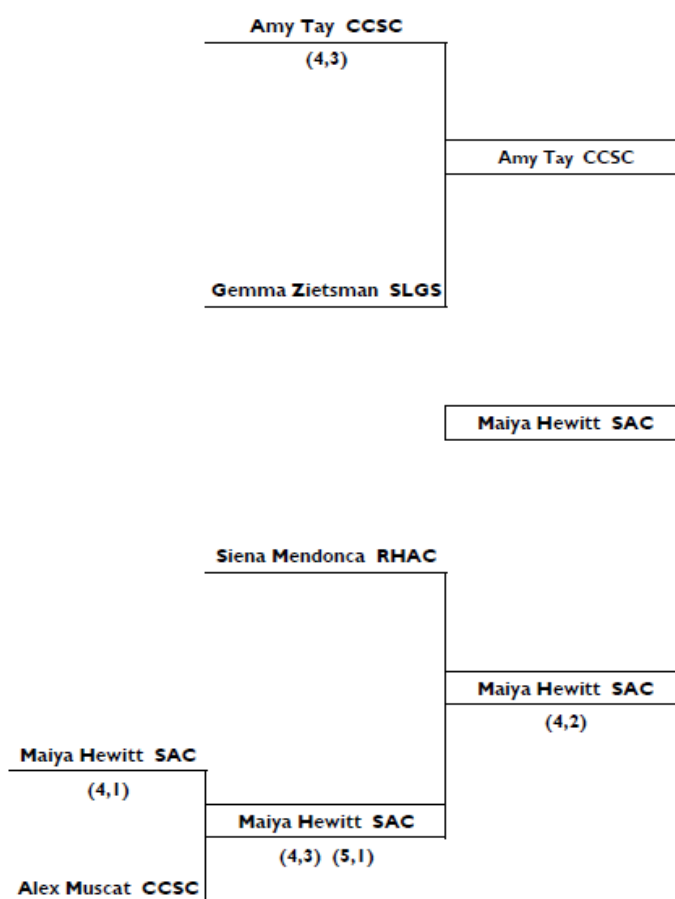 Amy Tay CCSC
(4,3)
Amy Tay CCSC
Gemma Zietsman SLGS
Maiya Hewitt SAC
Siena Mendonca RHAC
Maiya Hewitt SAC
(4,2)
Maiya Hewitt SAC
(4,1)
Maiya Hewitt SAC
(4,3) (5,1)
Alex Muscat CCSC